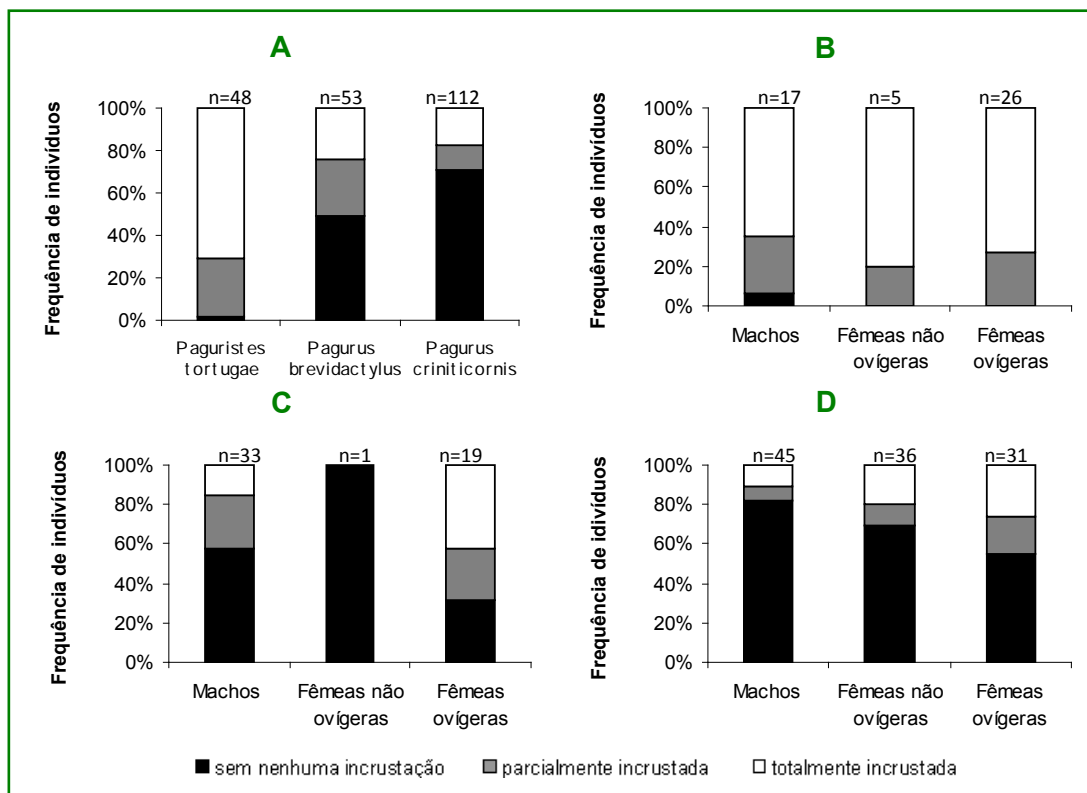 A
n=48 n=53 n=112
Frequência de indivíduos
100%
80%
60%
40%
20%
0%
Paguristes tortugae
Pagurus brevidactylus
Pagurus criniticornis
B
n=17 n=5 n=26
Frequência de indivíduos
100%
80%
60%
40%
20%
0%
Machos
Fêmeas não ovígeras
Fêmeas ovígeras
C
n=33 n=1 n=19
Frequência de indivíduos
100%
80%
60%
40%
20%
0%
Machos
Fêmeas não ovígeras
Fêmeas ovígeras
D
n=45 n=36 n=31
Frequência de idivíduos
100%
80%
60%
40%
20%
0%
Machos
Fêmeas não ovígeras
Fêmeas ovígeras
sem nenhuma incrustação parcialmente incrustada totalmente incrustada